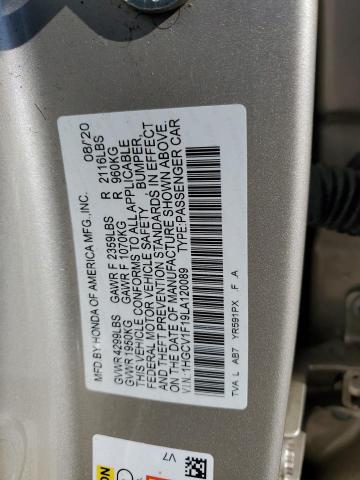 MFD BY HONDA OF AMERICA MFG.,INC. 08/20
GVWR 4299LBS GAWR F 2359LBS R 2116LBS
GVWR 1950KG GAWR F 1070KG R 960KG
THIS VEHICLE CONFORMS TO ALL APPLICABLE
FEDERAL MOTOR VEHICLE SAFETY BUMPER,
AND THEFT PREVENTION STANDARDS IN EFFECT
ON THE DATE OF MANUFACTURE SHOWN ABOVE.
V.I.N.:1HGCV1F19LA120089 TYPE:PASSENGER CAR
TVA L AB7 YR591PX . F . A
V7